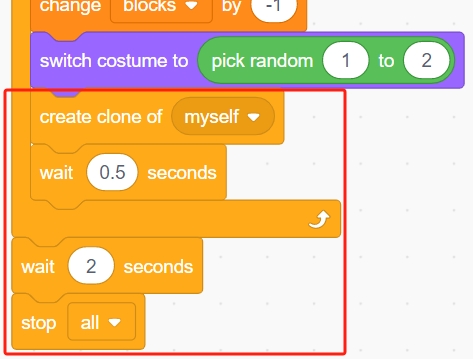 change blocks by -1
switch costume to pick random 1 to 2
create clone of myself
wait 0.5 seconds
wait 2 seconds
stop all